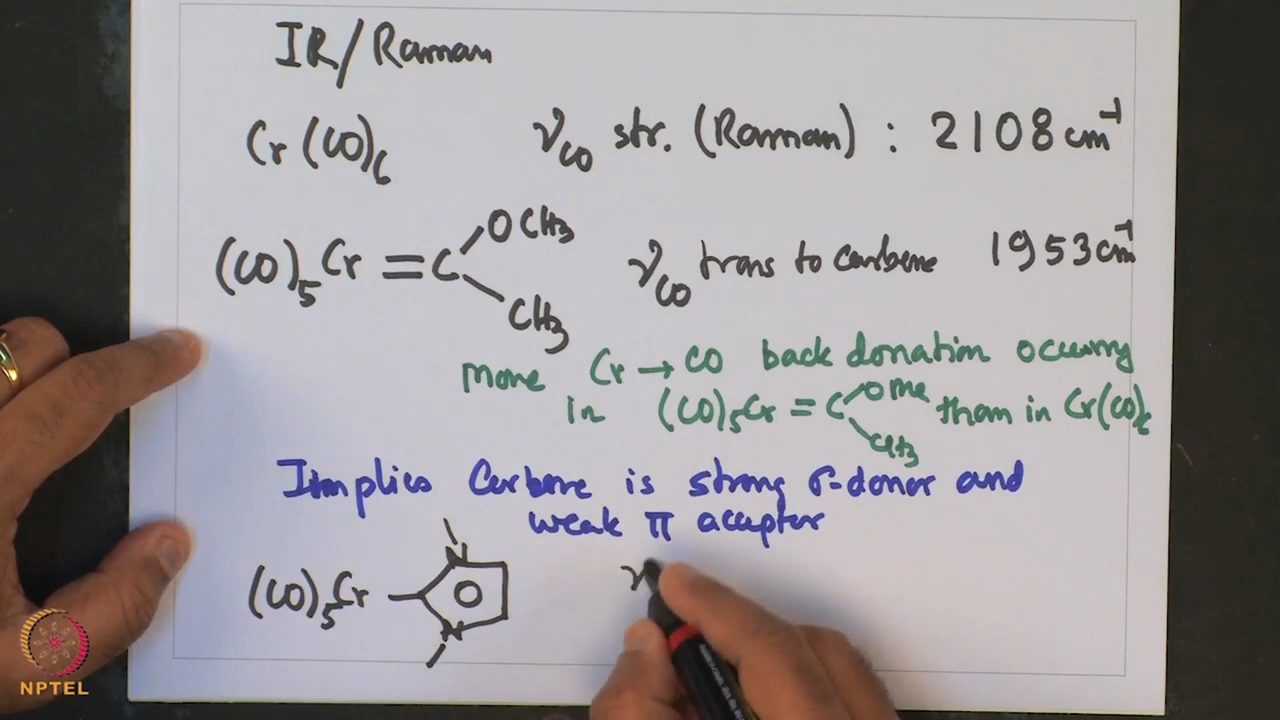 IR/Raman
Cr(CO)6 νCO str. (Raman) : 2108 cm⁻¹
(CO)5Cr=C OCH3 CH3 νCO trans to carbene 1953 cm⁻¹
more Cr→CO back donation occurring
in (CO)5Cr=C OMe CH3 than in Cr(CO)6
Implies Carbene is strong σ-donor and
weak π acceptor
(CO)5Cr N N ν
NPTEL